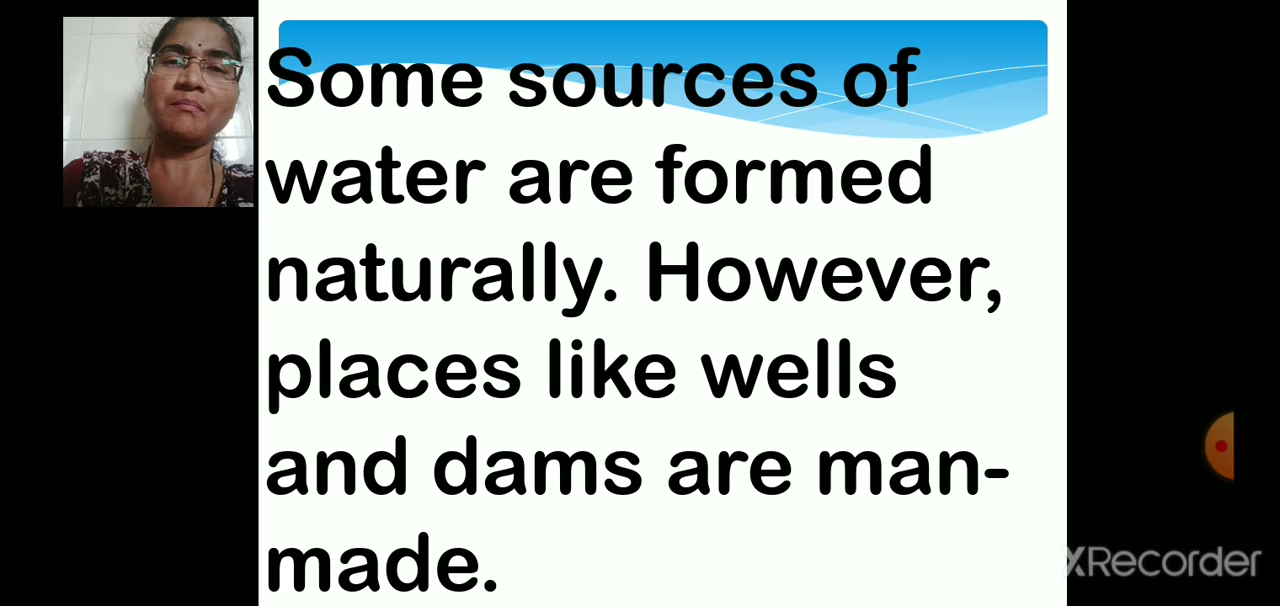 Some sources of
water are formed
naturally. However,
places like wells
and dams are man-
made.
XRecorder